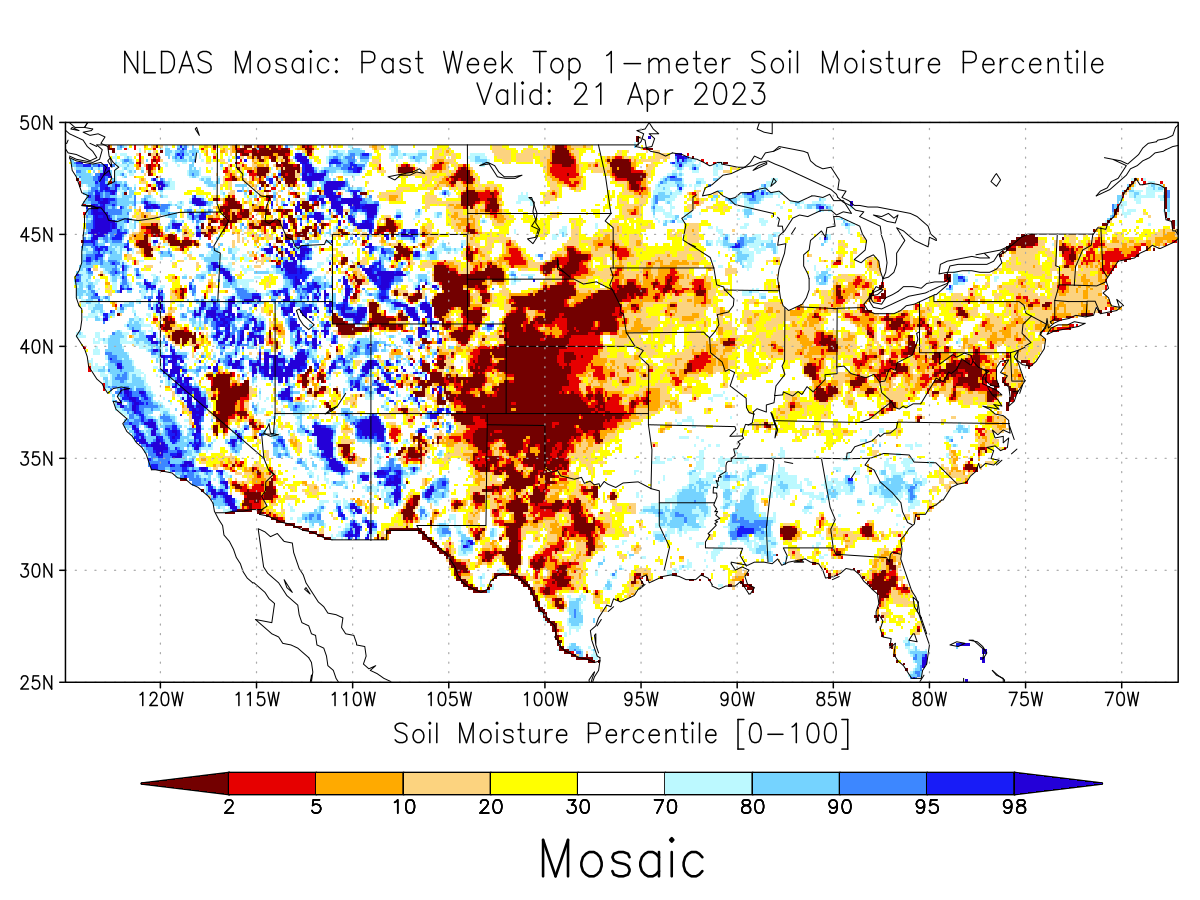 NLDAS Mosaic: Past Week Top 1-meter Soil Moisture Percentile
Valid: 21 Apr 2023
50N
45N
40N
35N
30N
25N
120W 115W 110W 105W 100W 95W 90W 85W 80W 75W 70W
Soil Moisture Percentile [0-100]
2 5 10 20 30 70 80 90 95 98
Mosaic